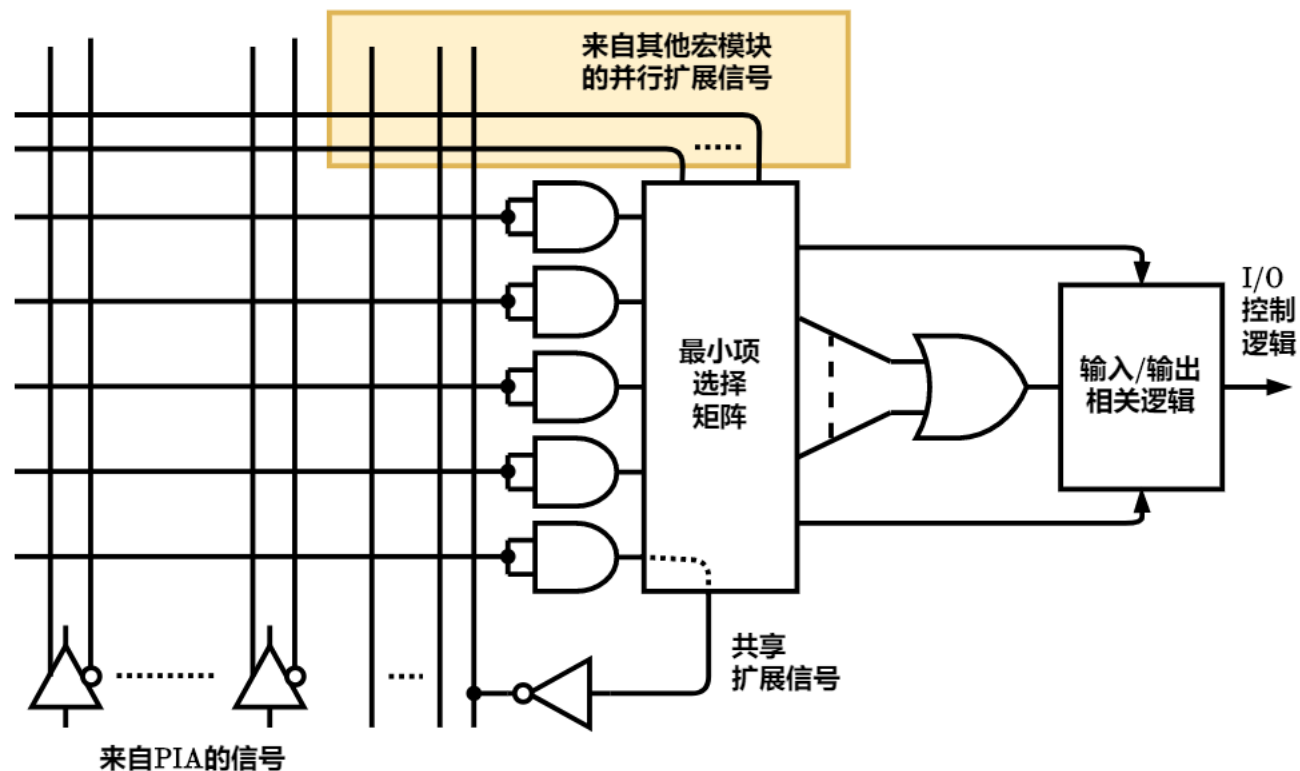 来自其他宏模块
的并行扩展信号
I/O
控制
逻辑
最小项
选择
矩阵
输入/输出
相关逻辑
共享
扩展信号
来自PIA的信号